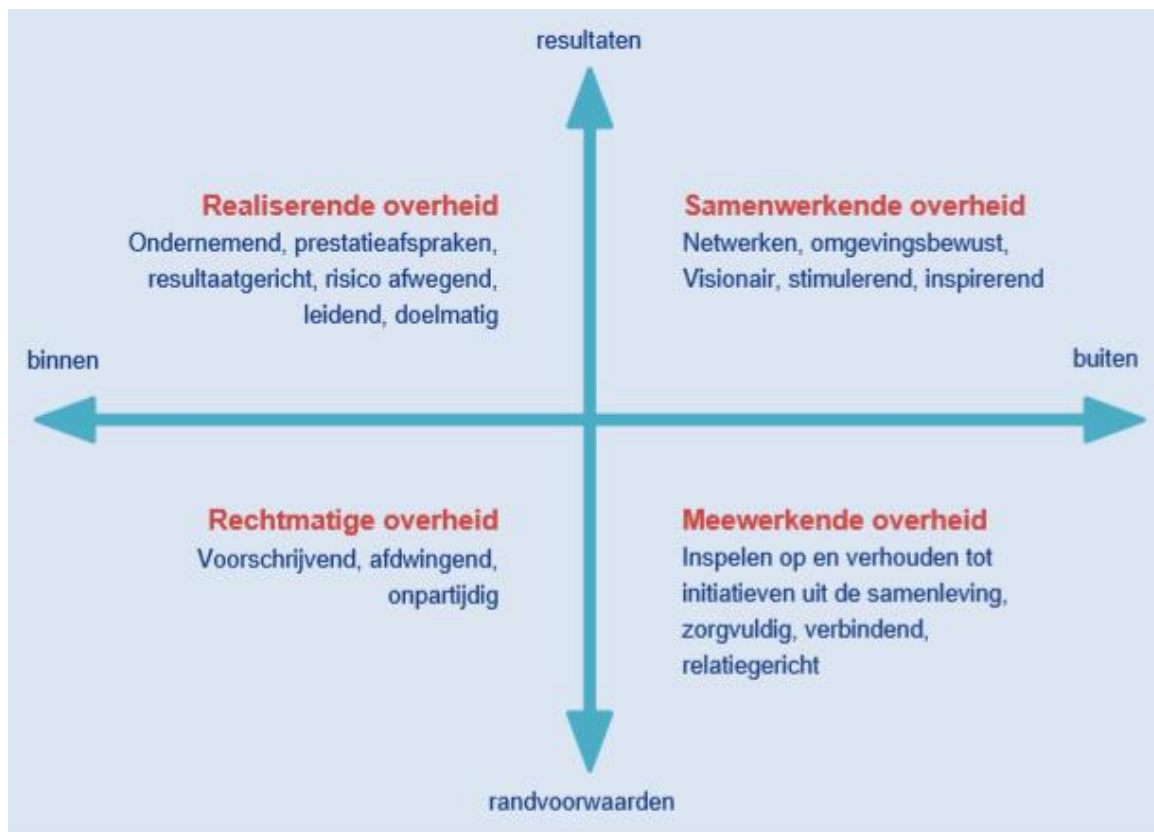 resultaten
Realiserende overheid
Ondernemend, prestatieafspraken,
resultaatgericht, risico afwegend,
leidend, doelmatig
Samenwerkende overheid
Netwerken, omgevingsbewust,
Visionair, stimulerend, inspirerend
binnen
buiten
Rechtmatige overheid
Voorschrijvend, afdwingend,
onpartijdig
Meewerkende overheid
Inspelen op en verhouden tot
initiatieven uit de samenleving,
zorgvuldig, verbindend,
relatiegericht
randvoorwaarden